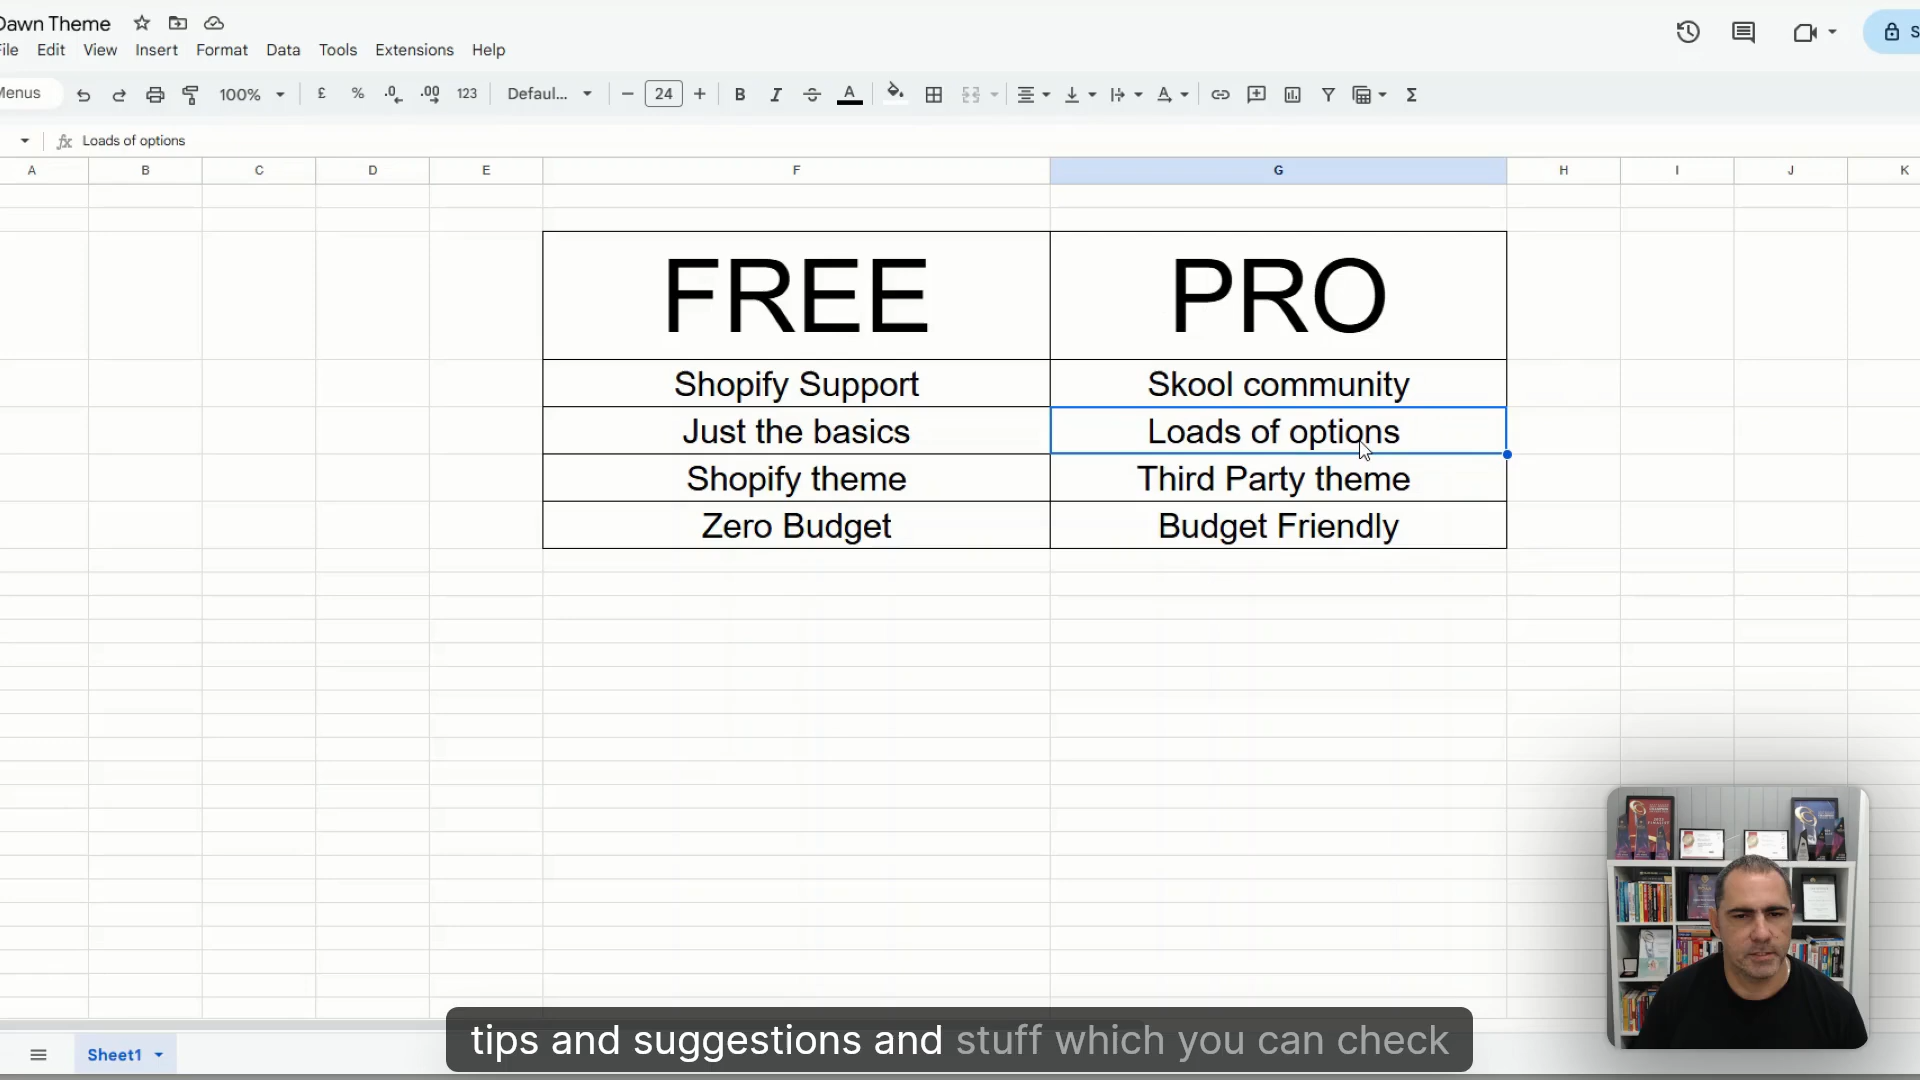 Dawn Theme
File Edit View Insert Format Data Tools Extensions Help
Menus 100% £ % .0 .00 123 Defaul... 24 B I A Σ
fx Loads of options
A B C D E F G H I J K
FREE PRO
Shopify Support Skool community
Just the basics Loads of options
Shopify theme Third Party theme
Zero Budget Budget Friendly
Sheet1
tips and suggestions and stuff which you can check